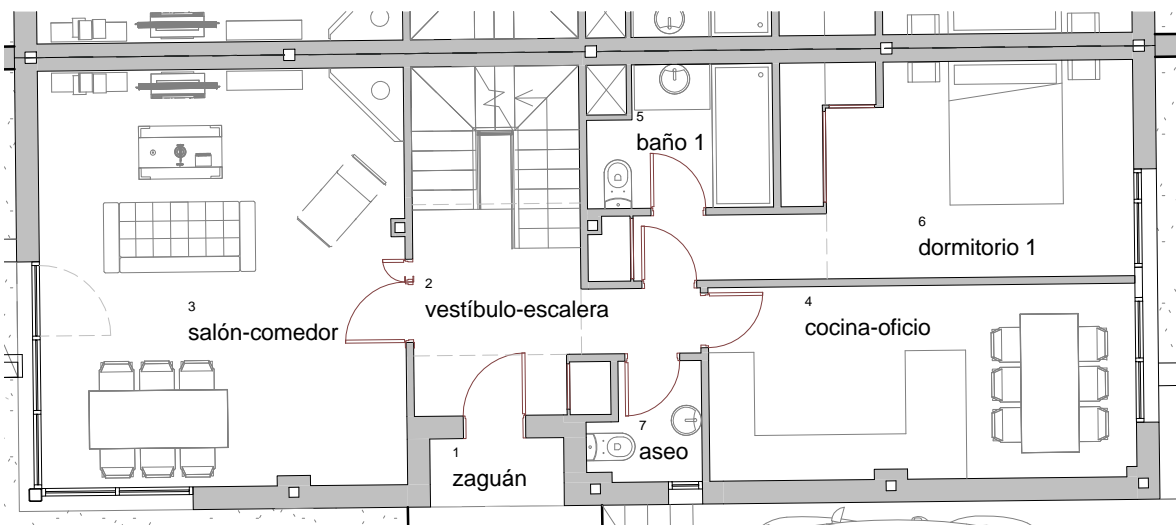 5
baño 1
6
dormitorio 1
2
vestíbulo-escalera
3
salón-comedor
4
cocina-oficio
7
aseo
1
zaguán